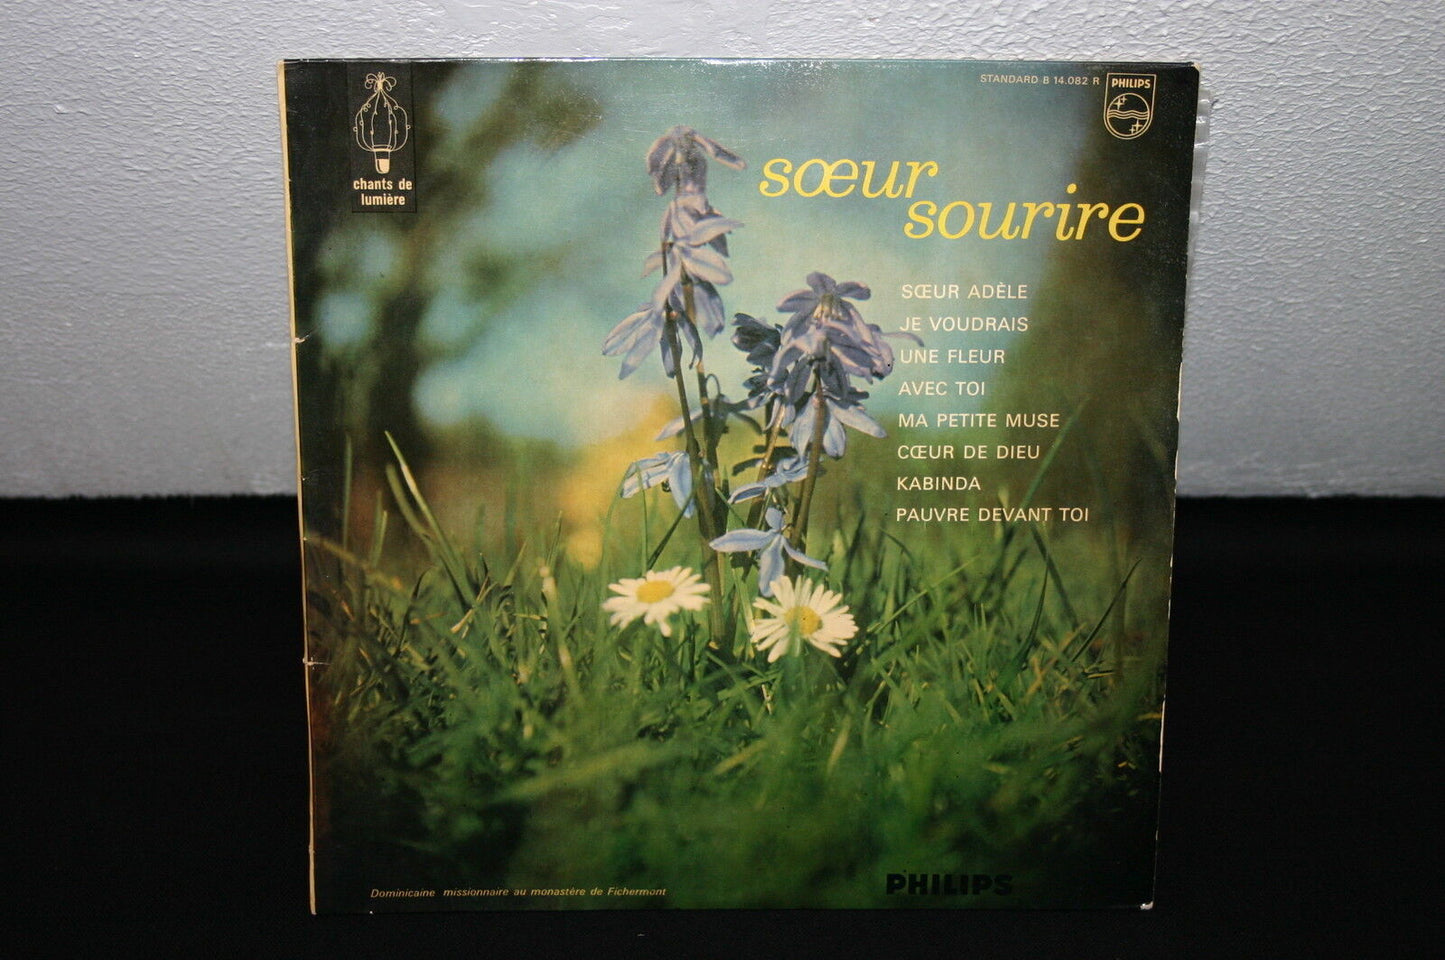 chants de
lumière
STANDARD B 14.082 R
PHILIPS
sœur
sourire
SŒUR ADÈLE
JE VOUDRAIS
UNE FLEUR
AVEC TOI
MA PETITE MUSE
CŒUR DE DIEU
KABINDA
PAUVRE DEVANT TOI
Dominicaine missionnaire au monastère de Fichermont
PHILIPS